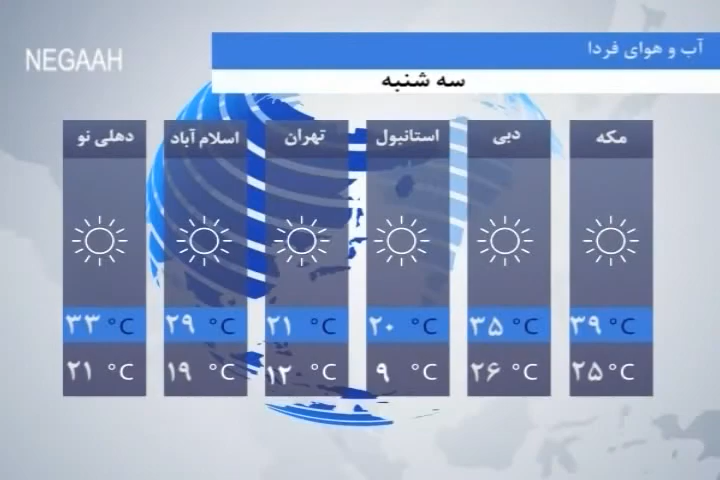 NEGAAH
آب و هوای فردا
سه شنبه
مکه
۳۹ °C
۲۵ °C
دبی
۳۵ °C
۲۶ °C
استانبول
۲۰ °C
۹ °C
تهران
۲۱ °C
۱۲ °C
اسلام آباد
۲۹ °C
۱۹ °C
دهلی نو
۳۳ °C
۲۱ °C